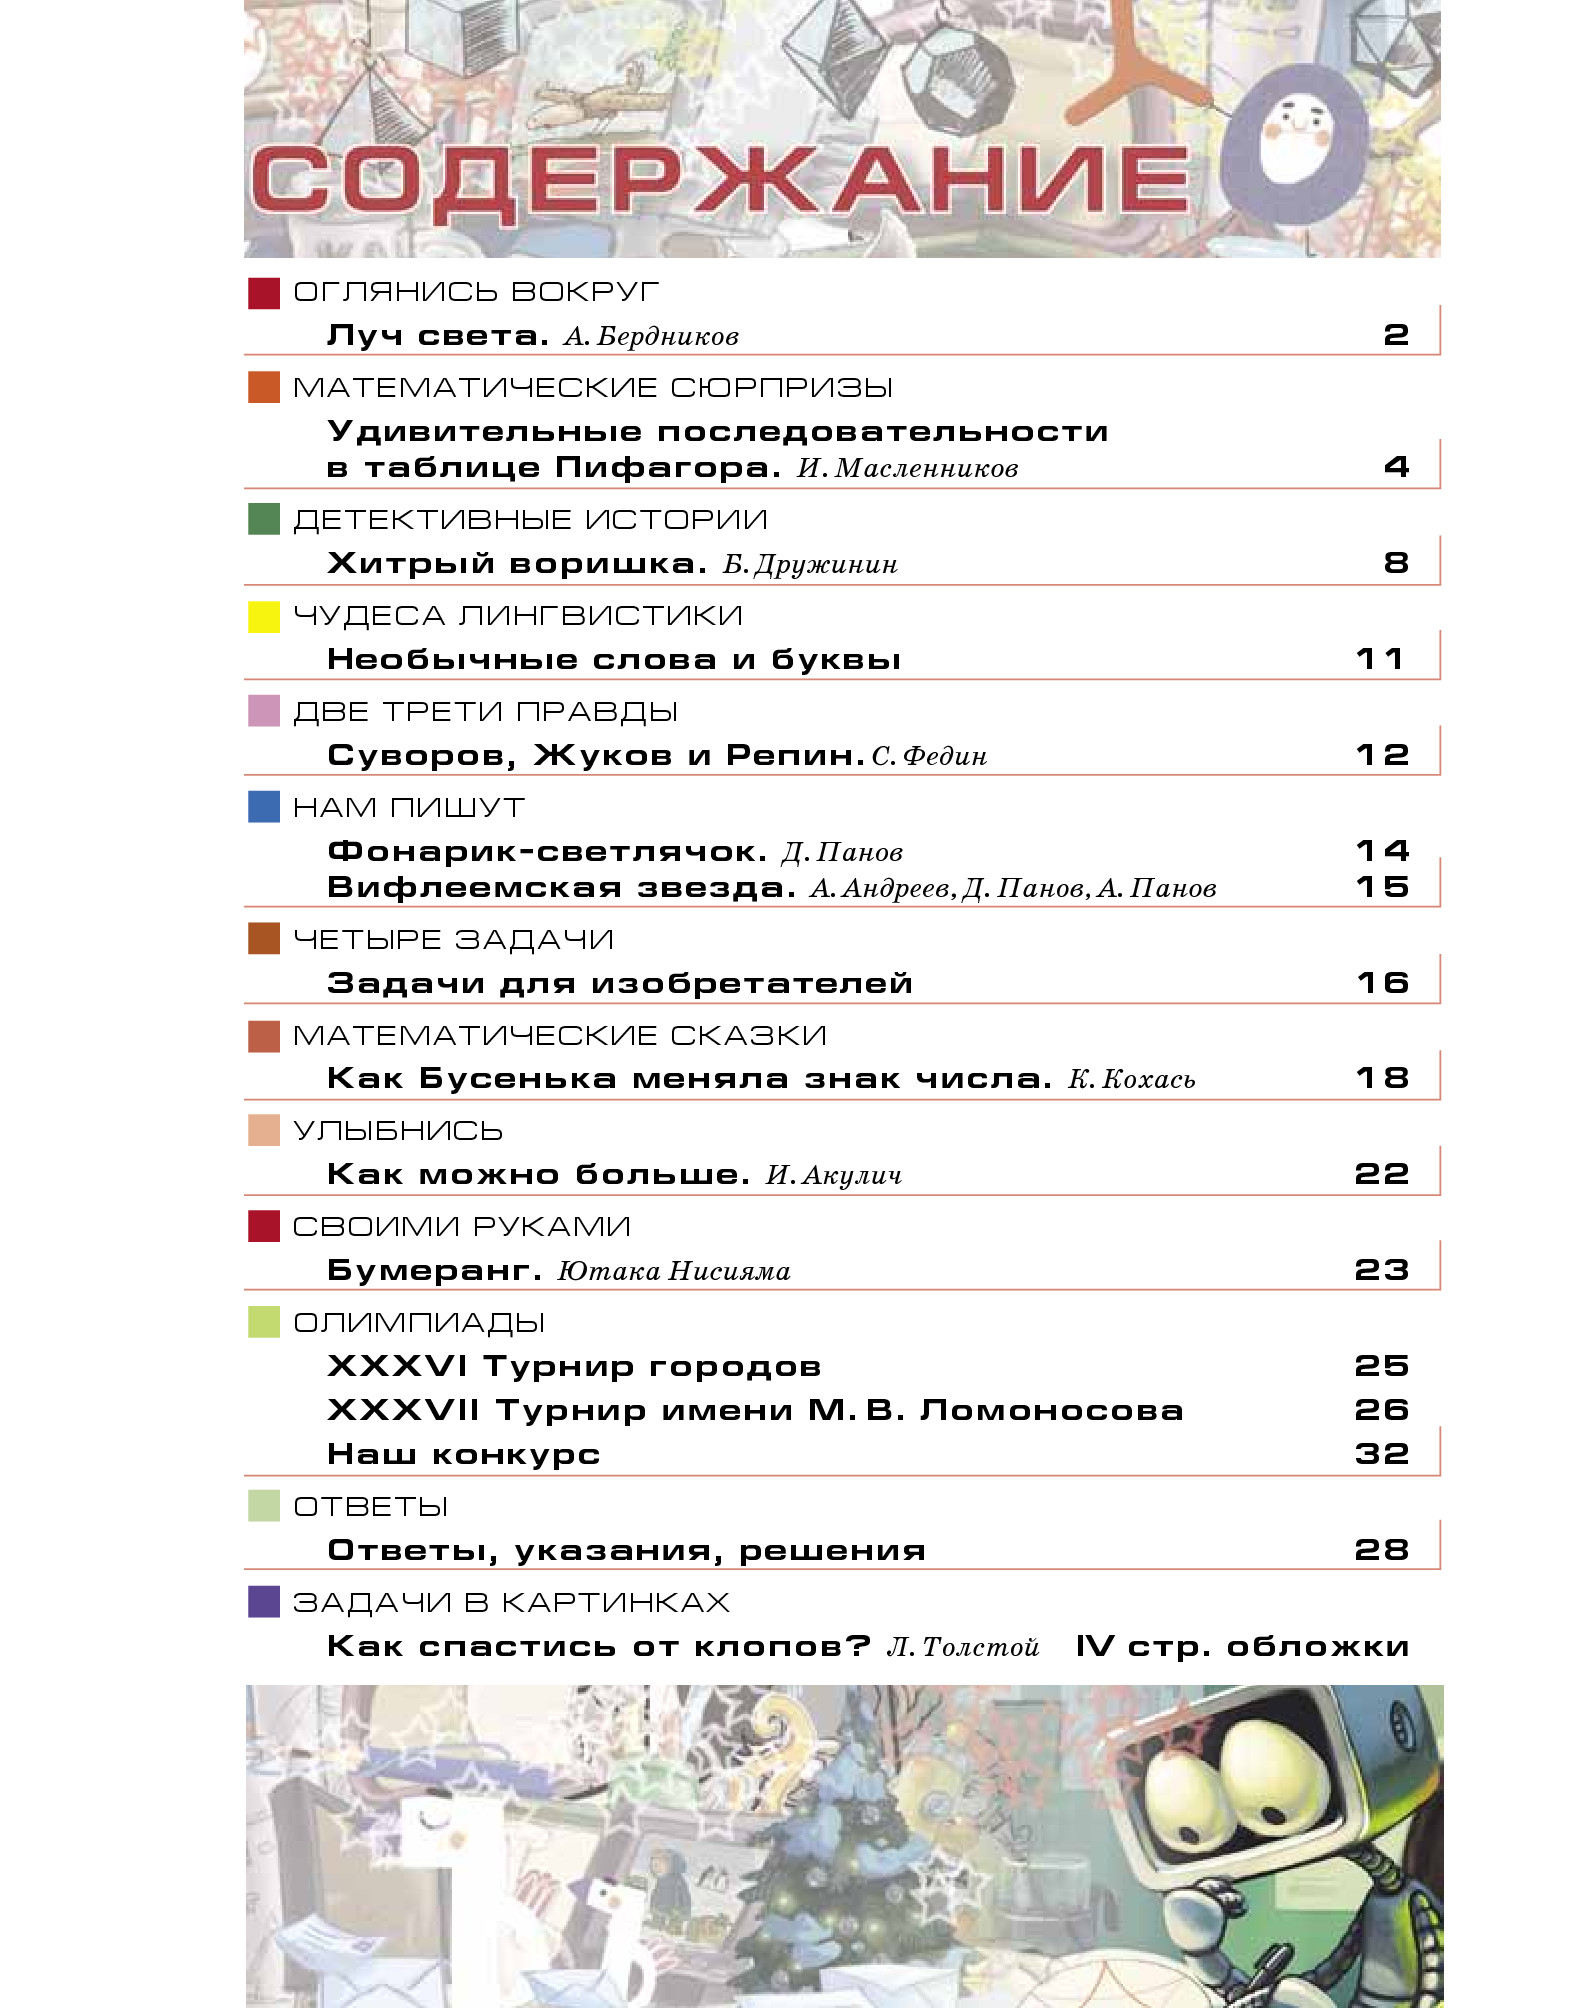 СОДЕРЖАНИЕ
ОГЛЯНИСЬ ВОКРУГ
Луч света. А. Бердников 2
МАТЕМАТИЧЕСКИЕ СЮРПРИЗЫ
Удивительные последовательности
в таблице Пифагора. И. Масленников 4
ДЕТЕКТИВНЫЕ ИСТОРИИ
Хитрый воришка. Б. Дружинин 8
ЧУДЕСА ЛИНГВИСТИКИ
Необычные слова и буквы 11
ДВЕ ТРЕТИ ПРАВДЫ
Суворов, Жуков и Репин. С. Федин 12
НАМ ПИШУТ
Фонарик-светлячок. Д. Панов 14
Вифлеемская звезда. А. Андреев, Д. Панов, А. Панов 15
ЧЕТЫРЕ ЗАДАЧИ
Задачи для изобретателей 16
МАТЕМАТИЧЕСКИЕ СКАЗКИ
Как Бусенька меняла знак числа. К. Кохась 18
УЛЫБНИСЬ
Как можно больше. И. Акулич 22
СВОИМИ РУКАМИ
Бумеранг. Ютака Нисияма 23
ОЛИМПИАДЫ
XXXVI Турнир городов 25
XXXVII Турнир имени М. В. Ломоносова 26
Наш конкурс 32
ОТВЕТЫ
Ответы, указания, решения 28
ЗАДАЧИ В КАРТИНКАХ
Как спастись от клопов? Л. Толстой IV стр. обложки